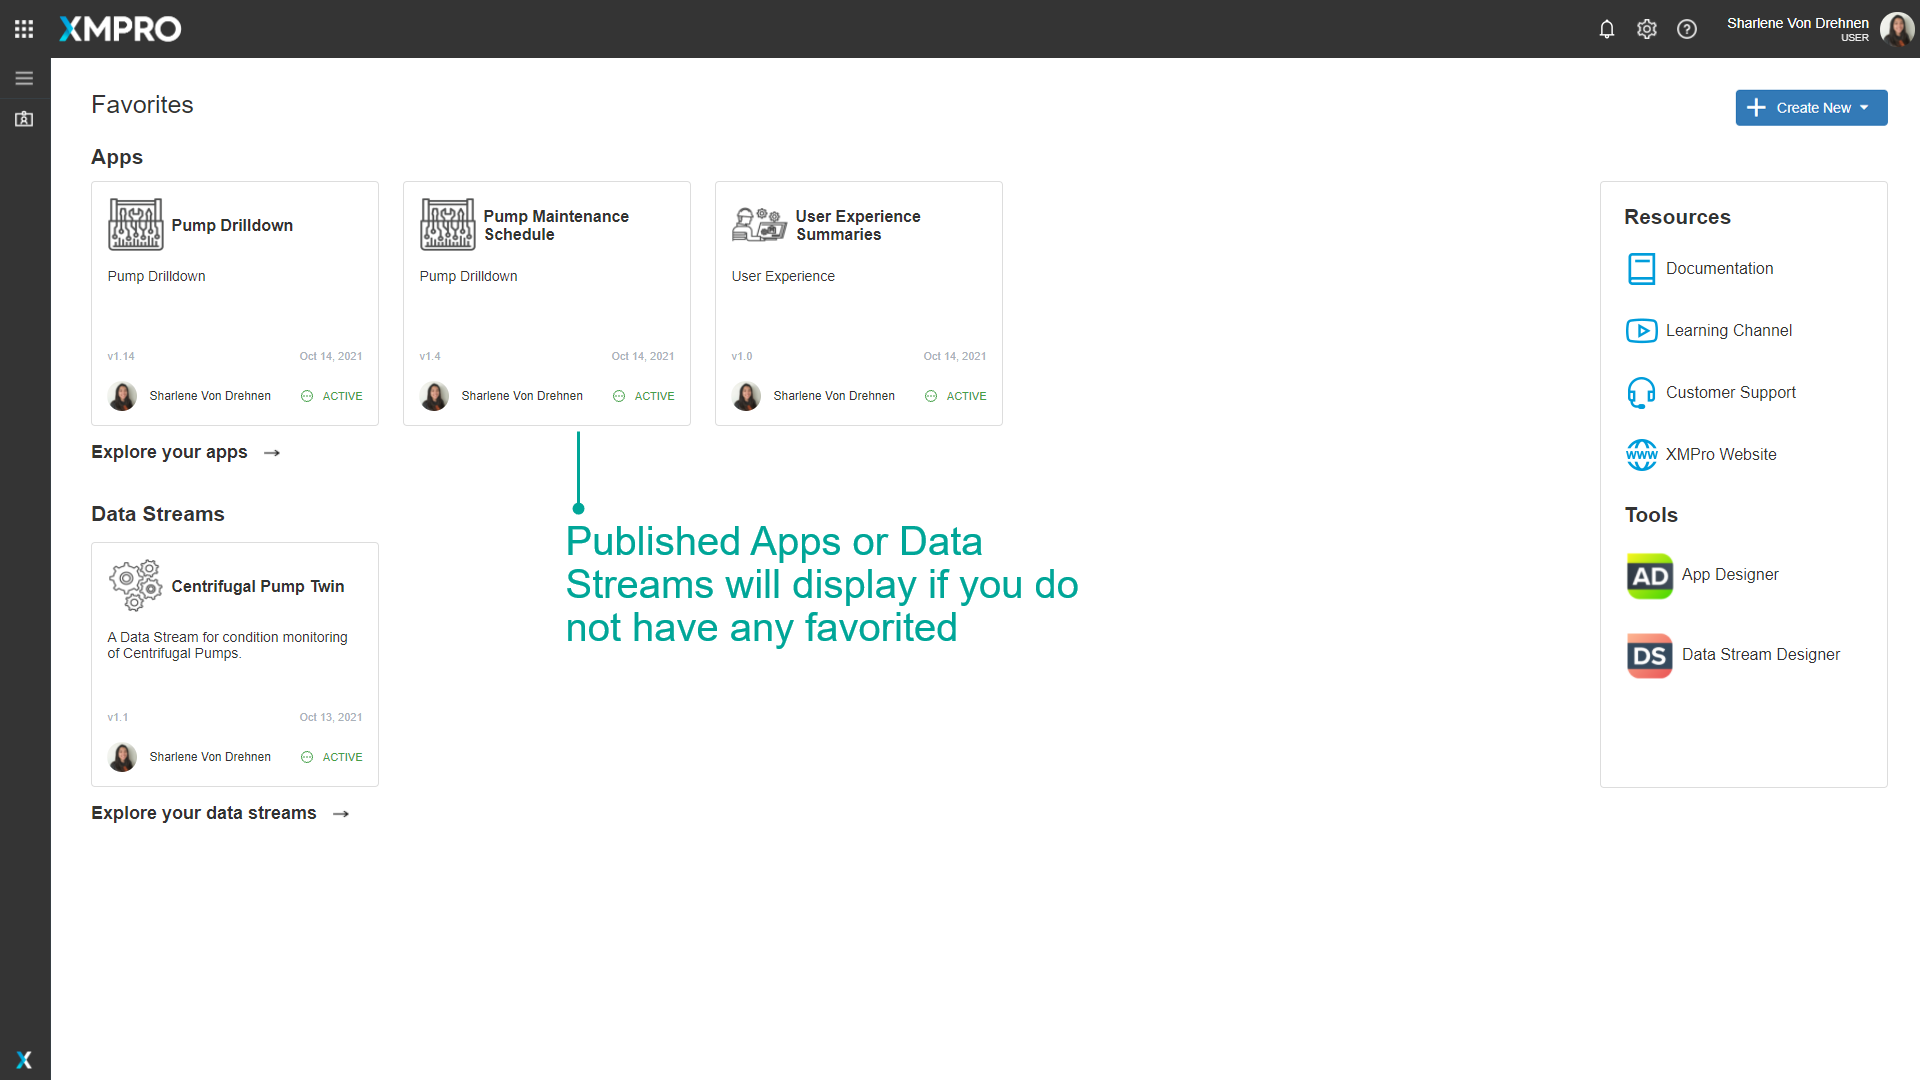 XMPRO
Sharlene Von Drehnen
USER
Favorites
Create New
Apps
Pump Drilldown
Pump Drilldown
v1.14
Oct 14, 2021
Sharlene Von Drehnen
ACTIVE
Pump Maintenance
Schedule
Pump Drilldown
v1.4
Oct 14, 2021
Sharlene Von Drehnen
ACTIVE
User Experience
Summaries
User Experience
v1.0
Oct 14, 2021
Sharlene Von Drehnen
ACTIVE
Explore your apps →
Published Apps or Data
Streams will display if you do
not have any favorited
Data Streams
Centrifugal Pump Twin
A Data Stream for condition monitoring
of Centrifugal Pumps.
v1.1
Oct 13, 2021
Sharlene Von Drehnen
ACTIVE
Explore your data streams →
Resources
Documentation
Learning Channel
Customer Support
www
XMPro Website
Tools
AD
App Designer
DS
Data Stream Designer
X